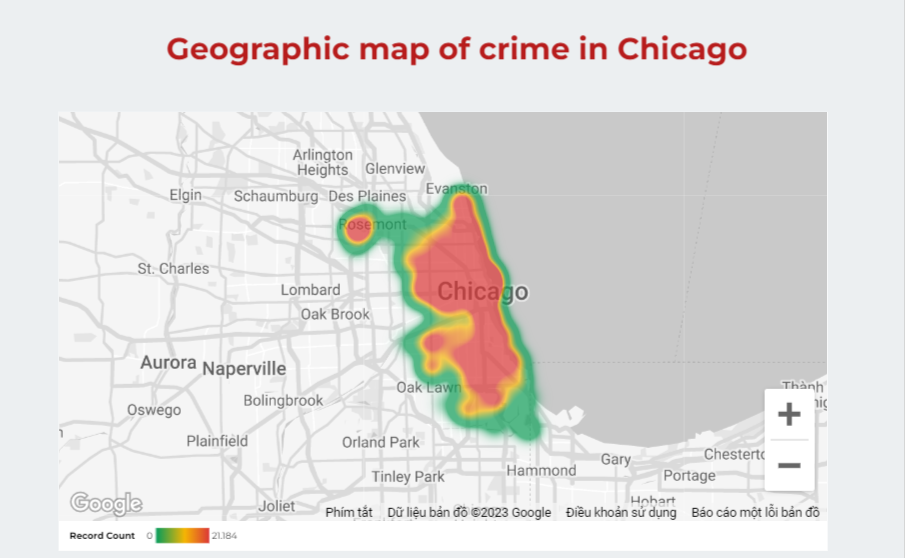 Geographic map of crime in Chicago
Arlington
Heights
Glenview
Elgin
Schaumburg
Des Plaines
Evanston
Rosemont
St. Charles
Lombard
Chicago
Oak Brook
Aurora
Naperville
Oak Lawn
Thành
Oswego
Bolingbrook
Plainfield
Orland Park
Tinley Park
Hammond
Gary
Portage
Joliet
Hobart
Google
Phím tắt
Dữ liệu bản đồ ©2023 Google
Điều khoản sử dụng
Báo cáo một lỗi bản đồ
Record Count 0 21.184